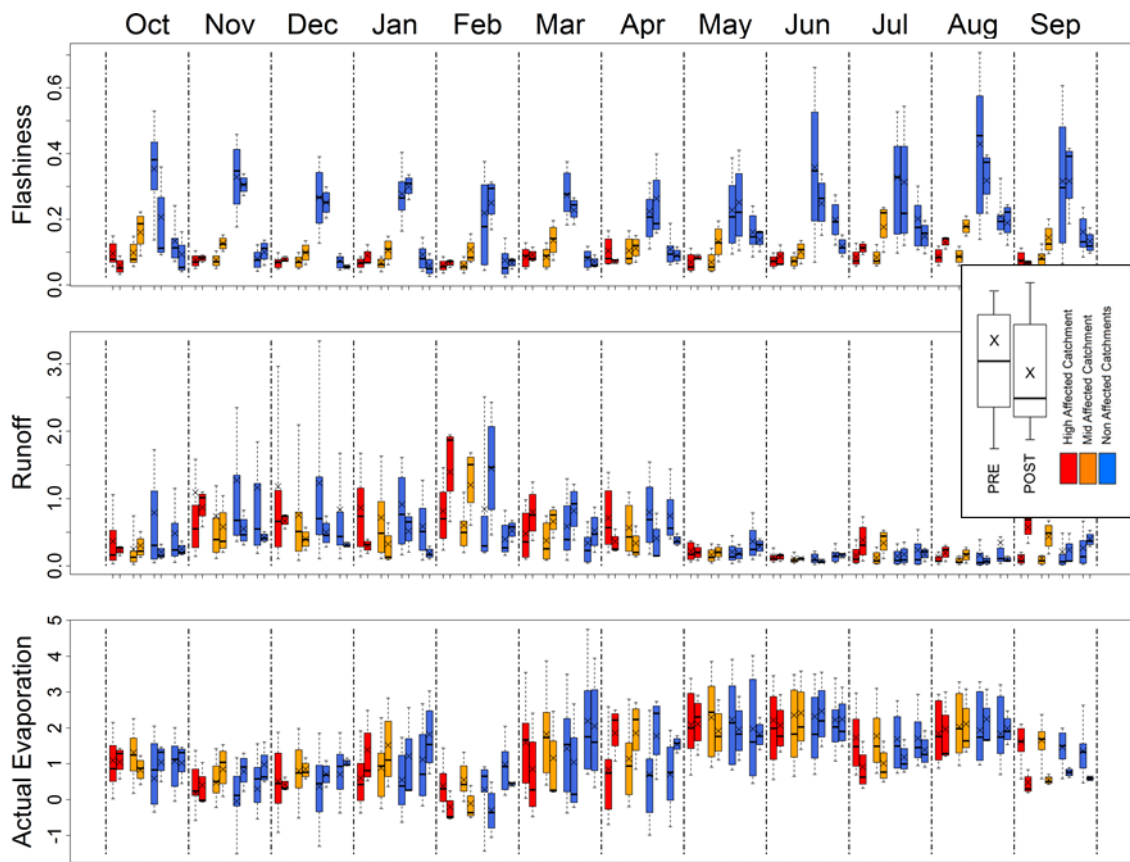 Oct Nov Dec Jan Feb Mar Apr May Jun Jul Aug Sep
Flashiness
0.6
0.4
0.2
0.0
Runoff
3.0
2.0
1.0
0.0
PRE
POST
High Affected Catchment
Mid Affected Catchment
Non Affected Catchments
Actual Evaporation
5
4
3
2
1
0
-1